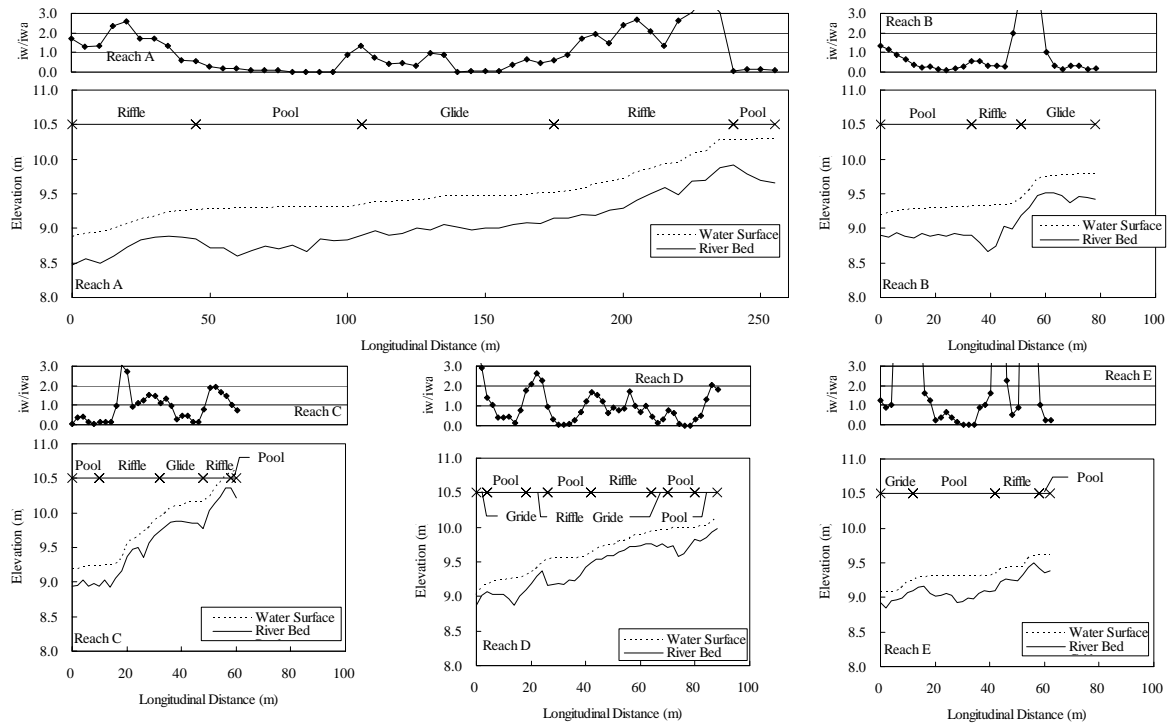 iw/iwa
3.0
2.0
1.0
0.0
Reach A
11.0
10.5
10.0
9.5
9.0
8.5
8.0
Elevation (m
Riffle Pool Glide Riffle Pool
Water Surface
River Bed
Reach A
0 50 100 150 200 250
Longitudinal Distance (m)
iw/iwa
3.0
2.0
1.0
0.0
Reach B
11.0
10.5
10.0
9.5
9.0
8.5
8.0
Elevation (m
Pool Riffle Glide
Water Surface
River Bed
Reach B
0 20 40 60 80 100
iw/iwa
3.0
2.0
1.0
0.0
Reach C
11.0
10.5
10.0
9.5
9.0
8.5
8.0
Elevation (m
Pool Riffle Glide Riffle Pool
Water Surface
River Bed
Reach C
0 20 40 60 80 100
Longitudinal Distance (m)
iw/iwa
3.0
2.0
1.0
0.0
Reach D
11.0
10.5
10.0
9.5
9.0
8.5
8.0
Elevation (m
Pool Pool Riffle Pool
Gride Riffle Gride Pool
Water Surface
River Bed
Reach D
0 20 40 60 80 100
Longitudinal Distance (m)
iw/iwa
3.0
2.0
1.0
0.0
Reach E
11.0
10.5
10.0
9.5
9.0
8.5
8.0
Elevation (m
Gride Pool Riffle Pool
Water Surface
River Bed
Reach E
0 20 40 60 80 100
Longitudinal Distance (m)